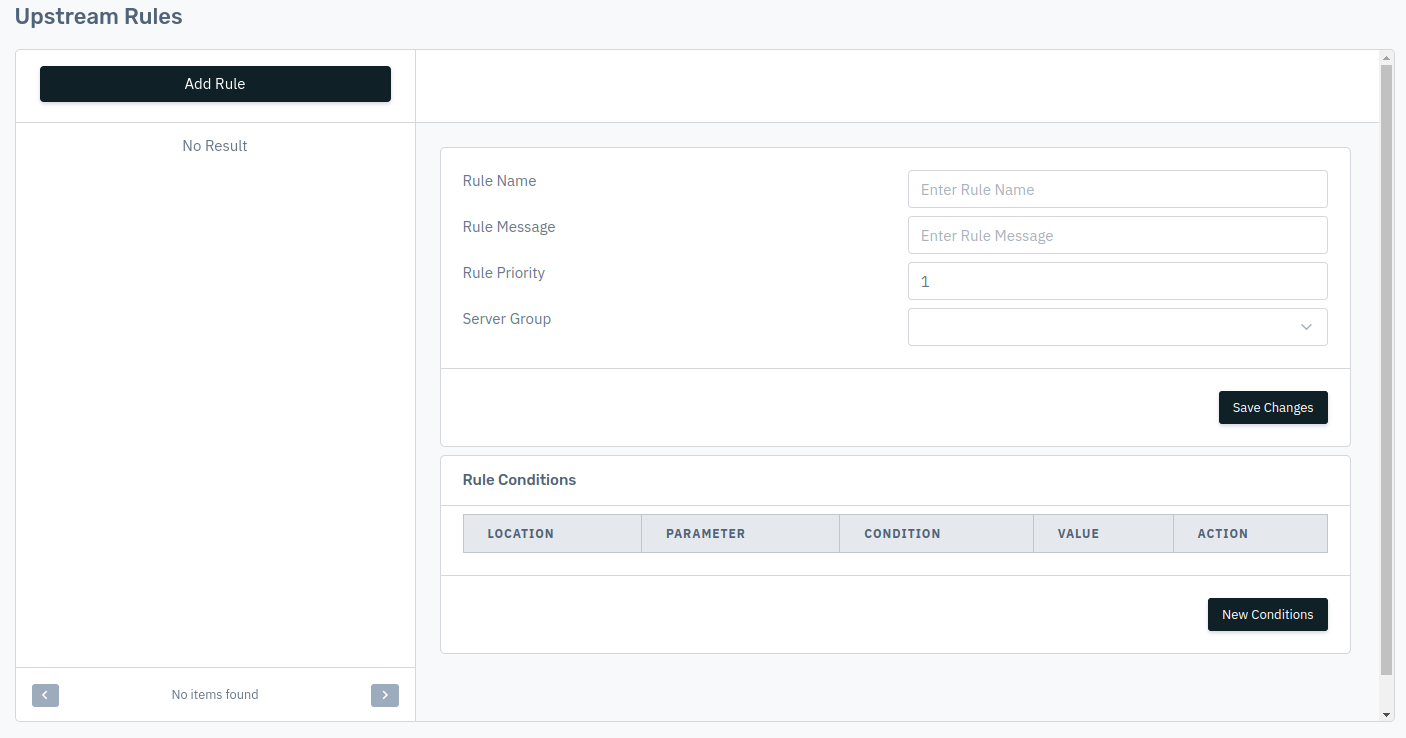 Upstream Rules
Add Rule
No Result
No items found
Rule Name
Enter Rule Name
Rule Message
Enter Rule Message
Rule Priority
1
Server Group
Save Changes
Rule Conditions
LOCATION PARAMETER CONDITION VALUE ACTION
New Conditions